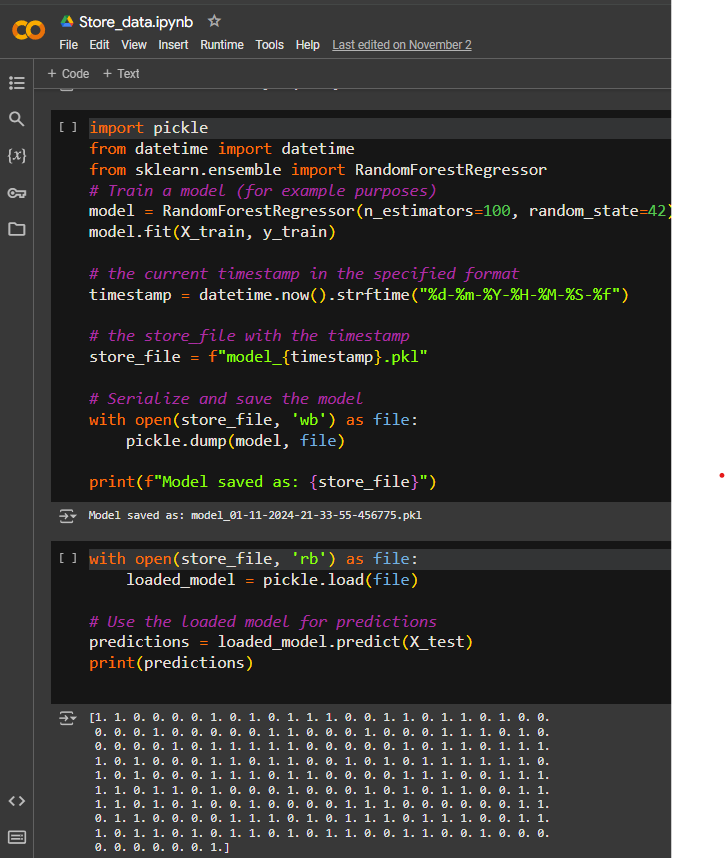 Store_data.ipynb
File Edit View Insert Runtime Tools Help Last edited on November 2
+ Code + Text
[ ] import pickle
from datetime import datetime
from sklearn.ensemble import RandomForestRegressor
# Train a model (for example purposes)
model = RandomForestRegressor(n_estimators=100, random_state=42)
model.fit(X_train, y_train)
# the current timestamp in the specified format
timestamp = datetime.now().strftime("%d-%m-%Y-%H-%M-%S-%f")
# the store_file with the timestamp
store_file = f"model_{timestamp}.pkl"
# Serialize and save the model
with open(store_file, 'wb') as file:
pickle.dump(model, file)
print(f"Model saved as: {store_file}")
Model saved as: model_01-11-2024-21-33-55-456775.pkl
[ ] with open(store_file, 'rb') as file:
loaded_model = pickle.load(file)
# Use the loaded model for predictions
predictions = loaded_model.predict(X_test)
print(predictions)
[1. 1. 0. 0. 0. 0. 1. 0. 1. 0. 1. 1. 1. 0. 0. 1. 1. 0. 1. 1. 0. 1. 0. 0.
0. 0. 0. 1. 0. 0. 0. 0. 0. 1. 1. 0. 0. 0. 1. 0. 0. 0. 1. 1. 1. 0. 1. 0.
0. 0. 0. 0. 1. 0. 1. 1. 1. 1. 1. 0. 0. 0. 0. 0. 1. 0. 1. 1. 0. 1. 1. 1.
1. 0. 1. 0. 0. 0. 1. 1. 0. 1. 1. 1. 0. 0. 1. 0. 1. 0. 1. 1. 1. 1. 1. 1.
1. 0. 1. 0. 0. 0. 0. 1. 1. 0. 1. 1. 0. 0. 0. 0. 1. 1. 1. 0. 0. 1. 1. 1.
1. 1. 0. 1. 1. 0. 1. 0. 0. 0. 1. 0. 0. 1. 0. 1. 0. 1. 1. 0. 0. 1. 1. 1.
1. 1. 0. 1. 0. 1. 0. 0. 1. 0. 0. 0. 0. 1. 1. 1. 0. 0. 0. 0. 0. 0. 1. 1.
0. 1. 1. 0. 0. 0. 0. 1. 1. 1. 0. 1. 0. 1. 1. 1. 1. 0. 0. 1. 0. 1. 1. 1.
1. 0. 1. 1. 0. 1. 0. 1. 1. 0. 1. 0. 1. 1. 0. 0. 1. 1. 0. 0. 1. 0. 0. 0.
0. 0. 0. 0. 0. 0. 1.]